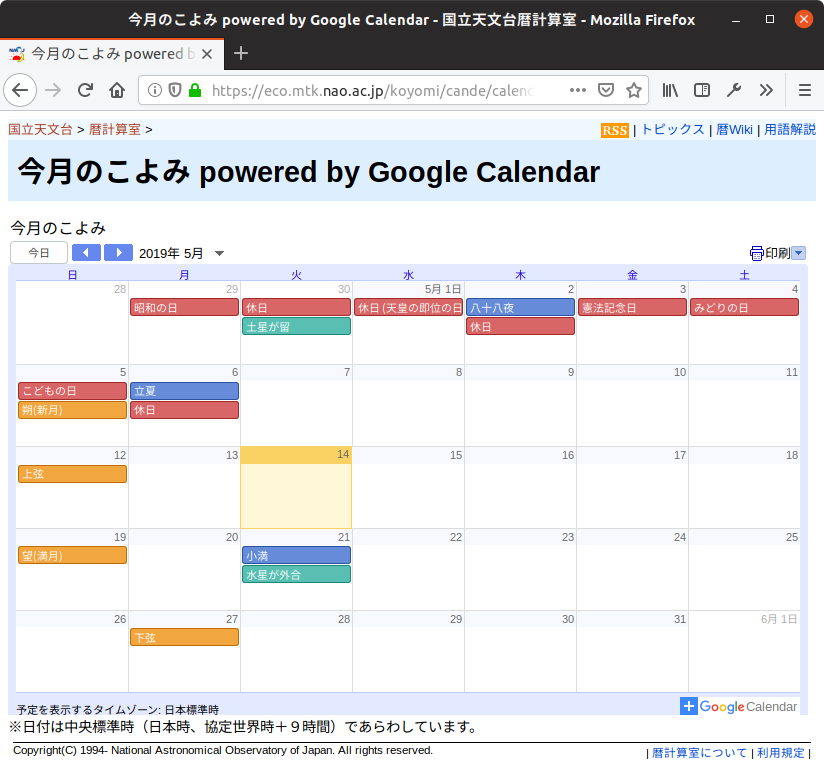 今月のこよみ powered by Google Calendar - 国立天文台暦計算室 - Mozilla Firefox
今月のこよみ powered b
https://eco.mtk.nao.ac.jp/koyomi/cande/calend
国立天文台 > 暦計算室 >
RSS | トピックス | 暦Wiki | 用語解説
今月のこよみ powered by Google Calendar
今月のこよみ
今日 2019年 5月 印刷
日 月 火 水 木 金 土
28 29 30 5月 1日 2 3 4
昭和の日 休日 休日 (天皇の即位の日 八十八夜 憲法記念日 みどりの日
土星が留 休日
5 6 7 8 9 10 11
こどもの日 立夏
朔(新月) 休日
12 13 14 15 16 17 18
上弦
19 20 21 22 23 24 25
望(満月) 小満
水星が外合
26 27 28 29 30 31 6月 1日
下弦
予定を表示するタイムゾーン: 日本標準時
+ Google Calendar
※日付は中央標準時（日本時、協定世界時＋９時間）であらわしています。
Copyright(C) 1994- National Astronomical Observatory of Japan. All rights reserved.
| 暦計算室について | 利用規定 |